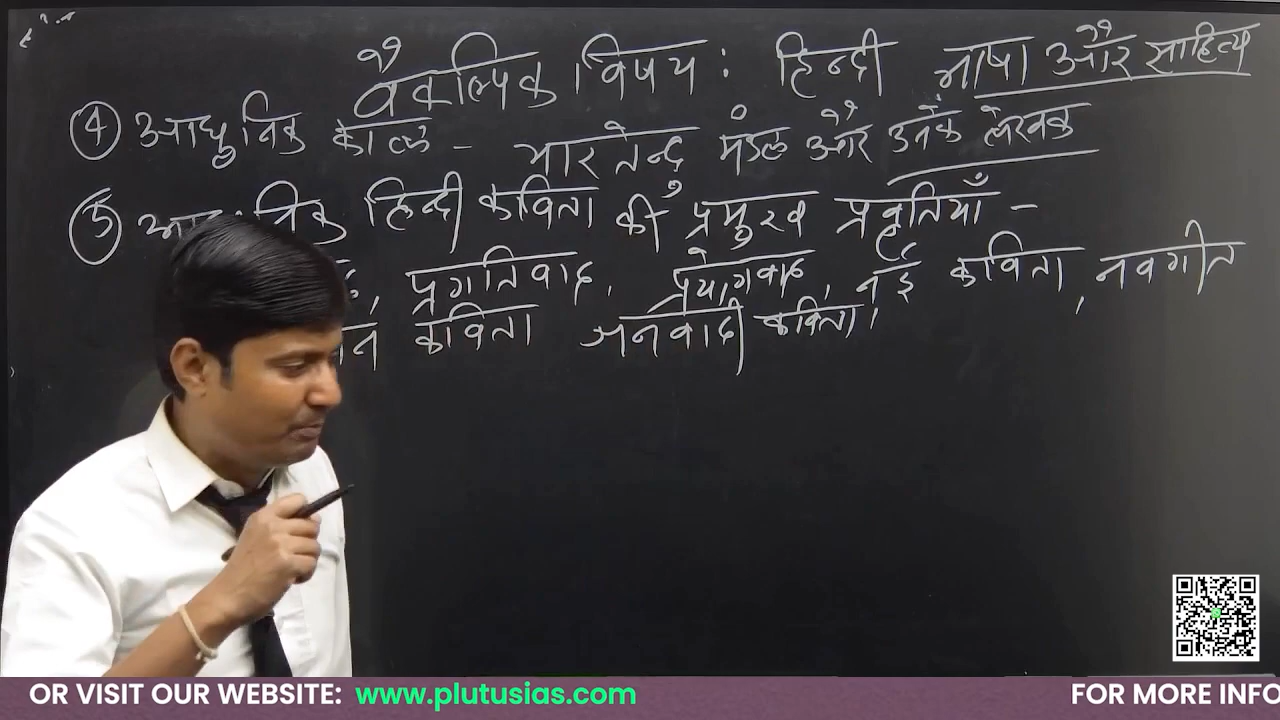 वैकल्पिक विषय : हिन्दी भाषा और साहित्य
④ आधुनिक काल - भारतेन्दु मंडल और उनके लेखक
⑤ हिन्दी कविता की प्रमुख प्रवृतियाँ -
, प्रगतिवाद, प्रयोगवाद, नई कविता, नवगीत
कविता जनवादी कविता,
OR VISIT OUR WEBSITE: www.plutusias.com FOR MORE INFO